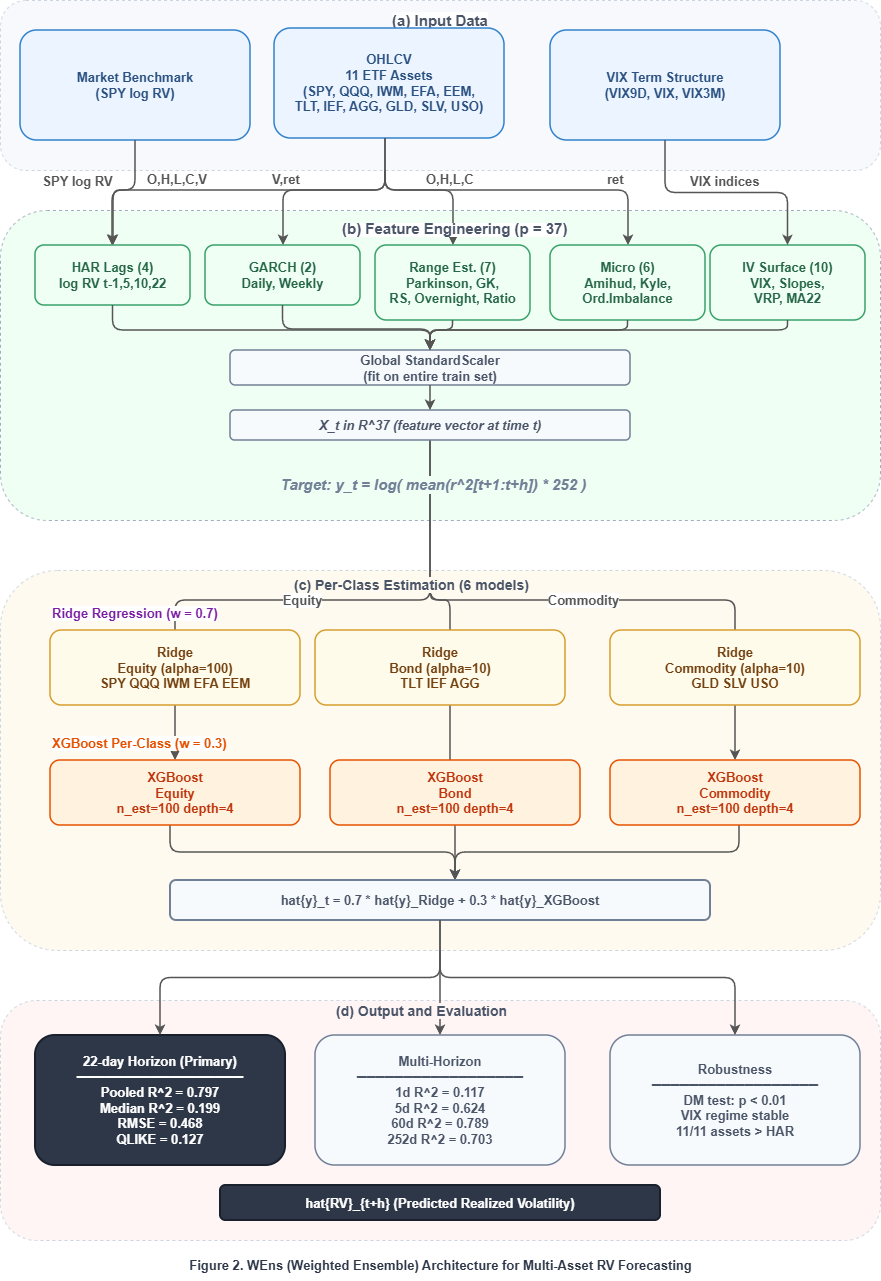 (a) Input Data
Market Benchmark
(SPY log RV)
OHLCV
11 ETF Assets
(SPY, QQQ, IWM, EFA, EEM,
TLT, IEF, AGG, GLD, SLV, USO)
VIX Term Structure
(VIX9D, VIX, VIX3M)
SPY log RV
O,H,L,C,V
V,ret
O,H,L,C
ret
VIX indices
(b) Feature Engineering (p = 37)
HAR Lags (4)
log RV t-1,5,10,22
GARCH (2)
Daily, Weekly
Range Est. (7)
Parkinson, GK,
RS, Overnight, Ratio
Micro (6)
Amihud, Kyle,
Ord.Imbalance
IV Surface (10)
VIX, Slopes,
VRP, MA22
Global StandardScaler
(fit on entire train set)
X_t in R^37 (feature vector at time t)
Target: y_t = log( mean(r^2[t+1:t+h]) * 252 )
(c) Per-Class Estimation (6 models)
Equity
Commodity
Ridge Regression (w = 0.7)
Ridge
Equity (alpha=100)
SPY QQQ IWM EFA EEM
Ridge
Bond (alpha=10)
TLT IEF AGG
Ridge
Commodity (alpha=10)
GLD SLV USO
XGBoost Per-Class (w = 0.3)
XGBoost
Equity
n_est=100 depth=4
XGBoost
Bond
n_est=100 depth=4
XGBoost
Commodity
n_est=100 depth=4
hat{y}_t = 0.7 * hat{y}_Ridge + 0.3 * hat{y}_XGBoost
(d) Output and Evaluation
22-day Horizon (Primary)
Pooled R^2 = 0.797
Median R^2 = 0.199
RMSE = 0.468
QLIKE = 0.127
Multi-Horizon
1d R^2 = 0.117
5d R^2 = 0.624
60d R^2 = 0.789
252d R^2 = 0.703
Robustness
DM test: p < 0.01
VIX regime stable
11/11 assets > HAR
hat{RV}_{t+h} (Predicted Realized Volatility)
Figure 2. WEns (Weighted Ensemble) Architecture for Multi-Asset RV Forecasting